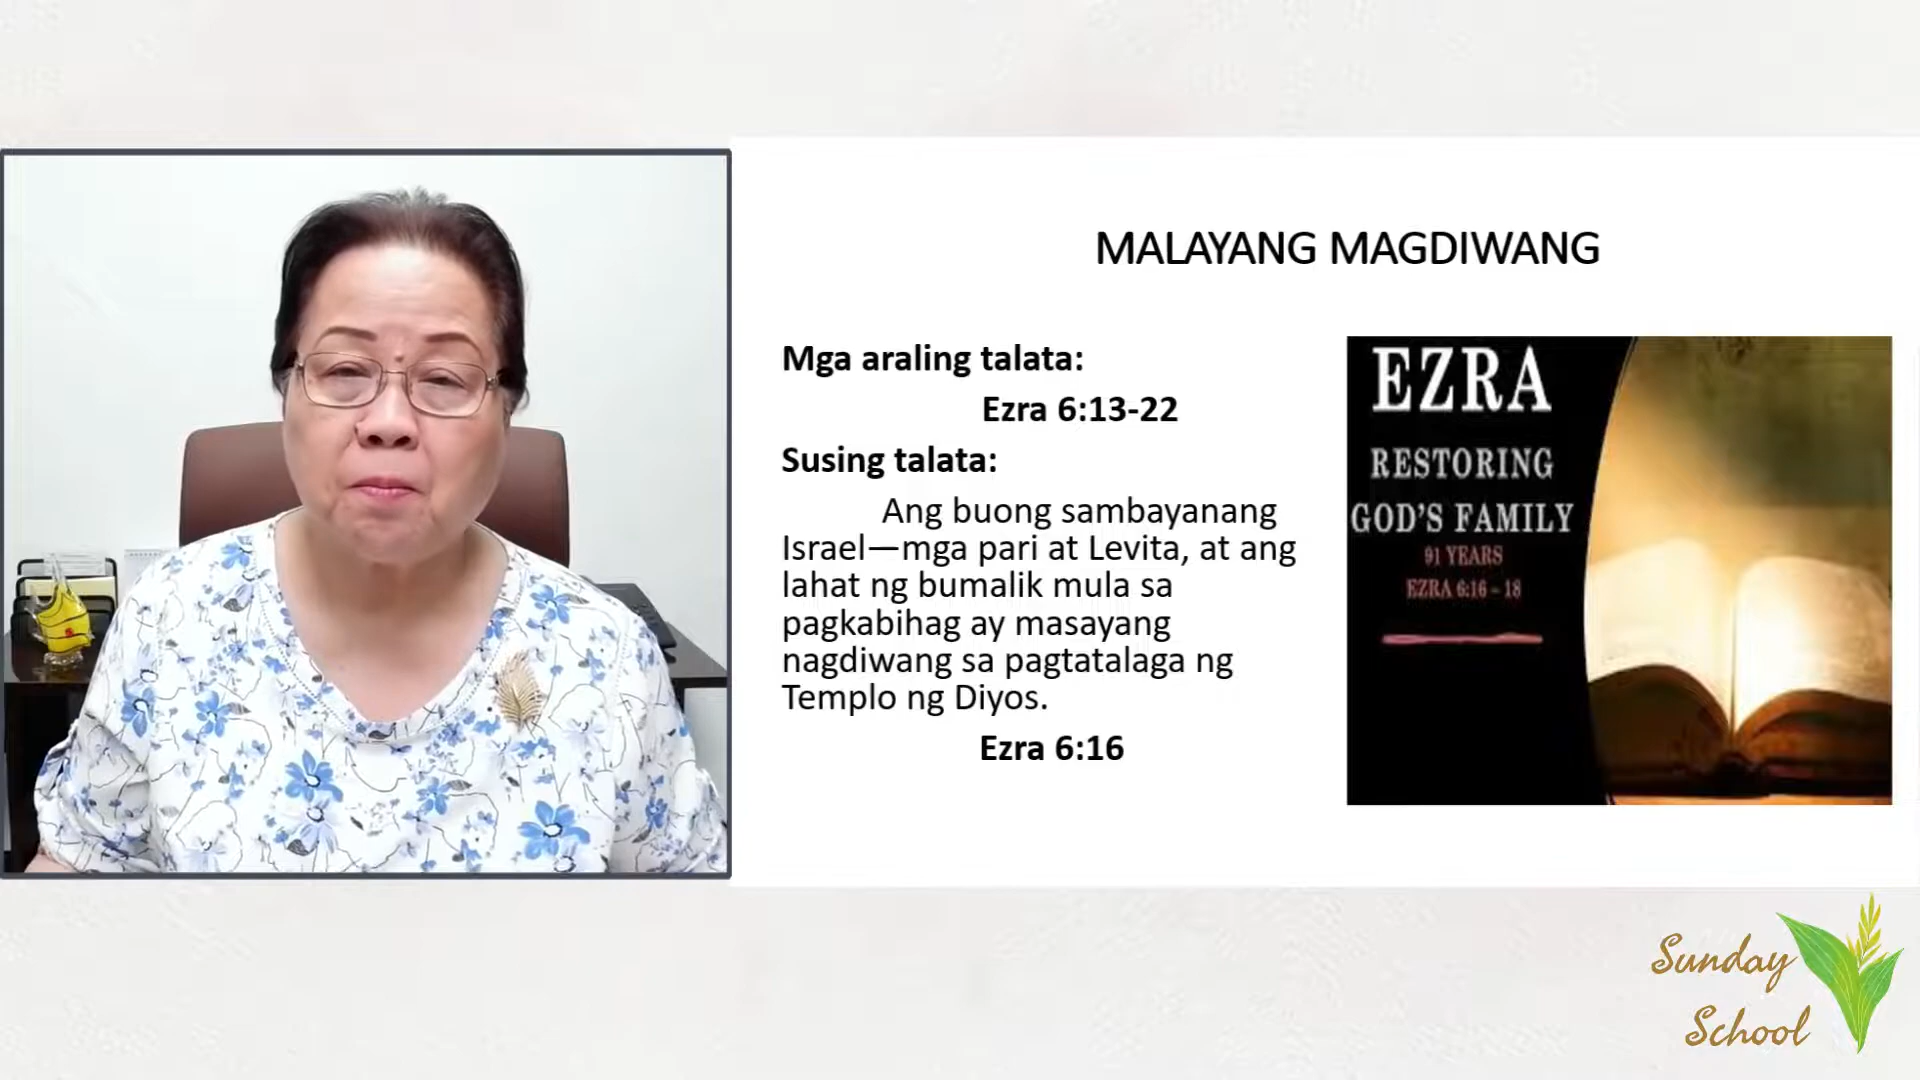 MALAYANG MAGDIWANG
Mga araling talata:
Ezra 6:13-22
Susing talata:
Ang buong sambayanang
Israel—mga pari at Levita, at ang
lahat ng bumalik mula sa
pagkabihag ay masayang
nagdiwang sa pagtatalaga ng
Templo ng Diyos.
Ezra 6:16
EZRA
RESTORING
GOD'S FAMILY
91 YEARS
EZRA 6:16 - 18
Sunday
School